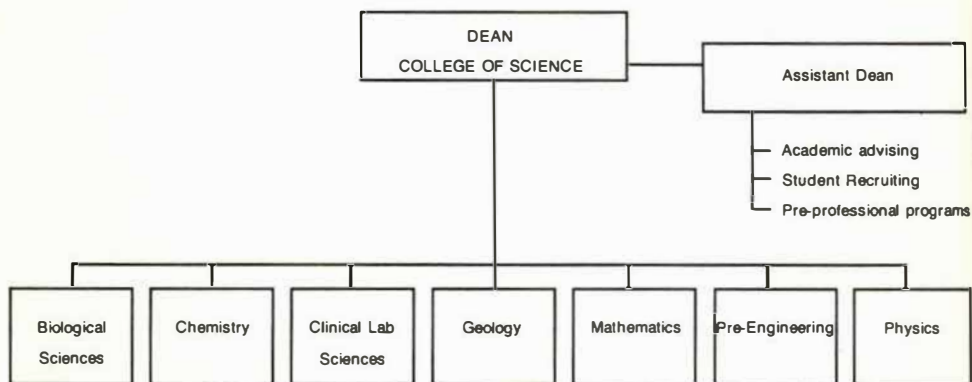 DEAN
COLLEGE OF SCIENCE
Assistant Dean
Academic advising
Student Recruiting
Pre-professional programs
Biological
Sciences
Chemistry
Clinical Lab
Sciences
Geology
Mathematics
Pre-Engineering
Physics